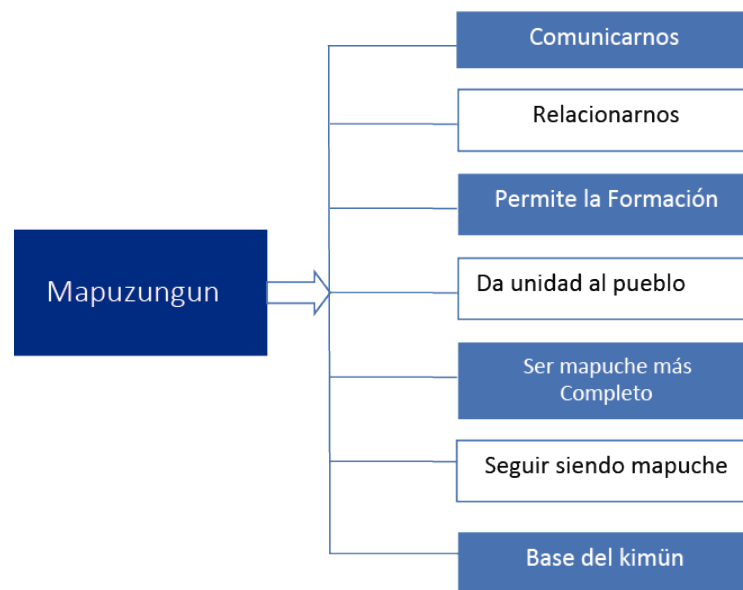 Comunicarnos
Relacionarnos
Permite la Formación
Mapuzungun
Da unidad al pueblo
Ser mapuche más
Completo
Seguir siendo mapuche
Base del kimün